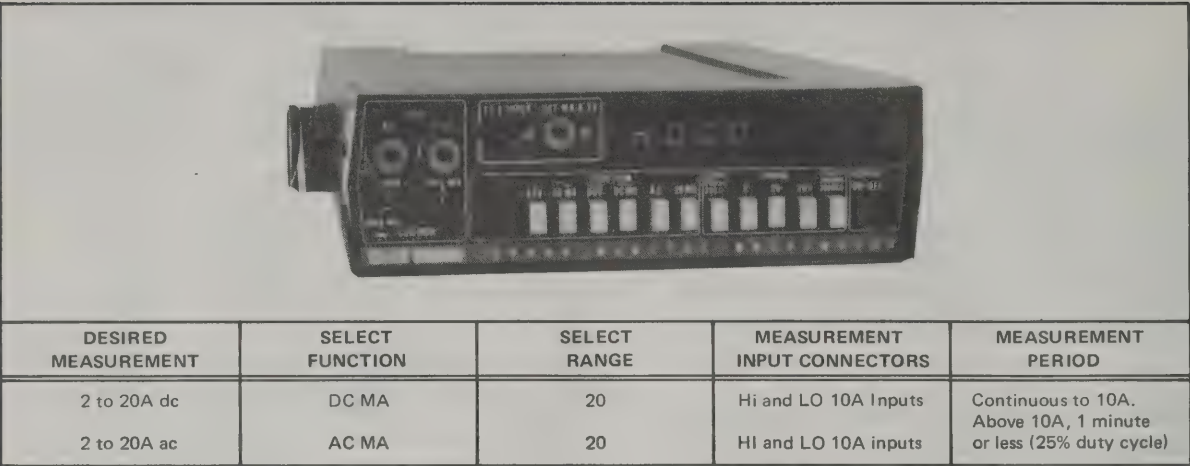 DESIRED MEASUREMENT
SELECT FUNCTION
SELECT RANGE
MEASUREMENT INPUT CONNECTORS
MEASUREMENT PERIOD
2 to 20A dc
DC MA
20
Hi and LO 10A Inputs
Continuous to 10A.
Above 10A, 1 minute
or less (25% duty cycle)
2 to 20A ac
AC MA
20
HI and LO 10A inputs